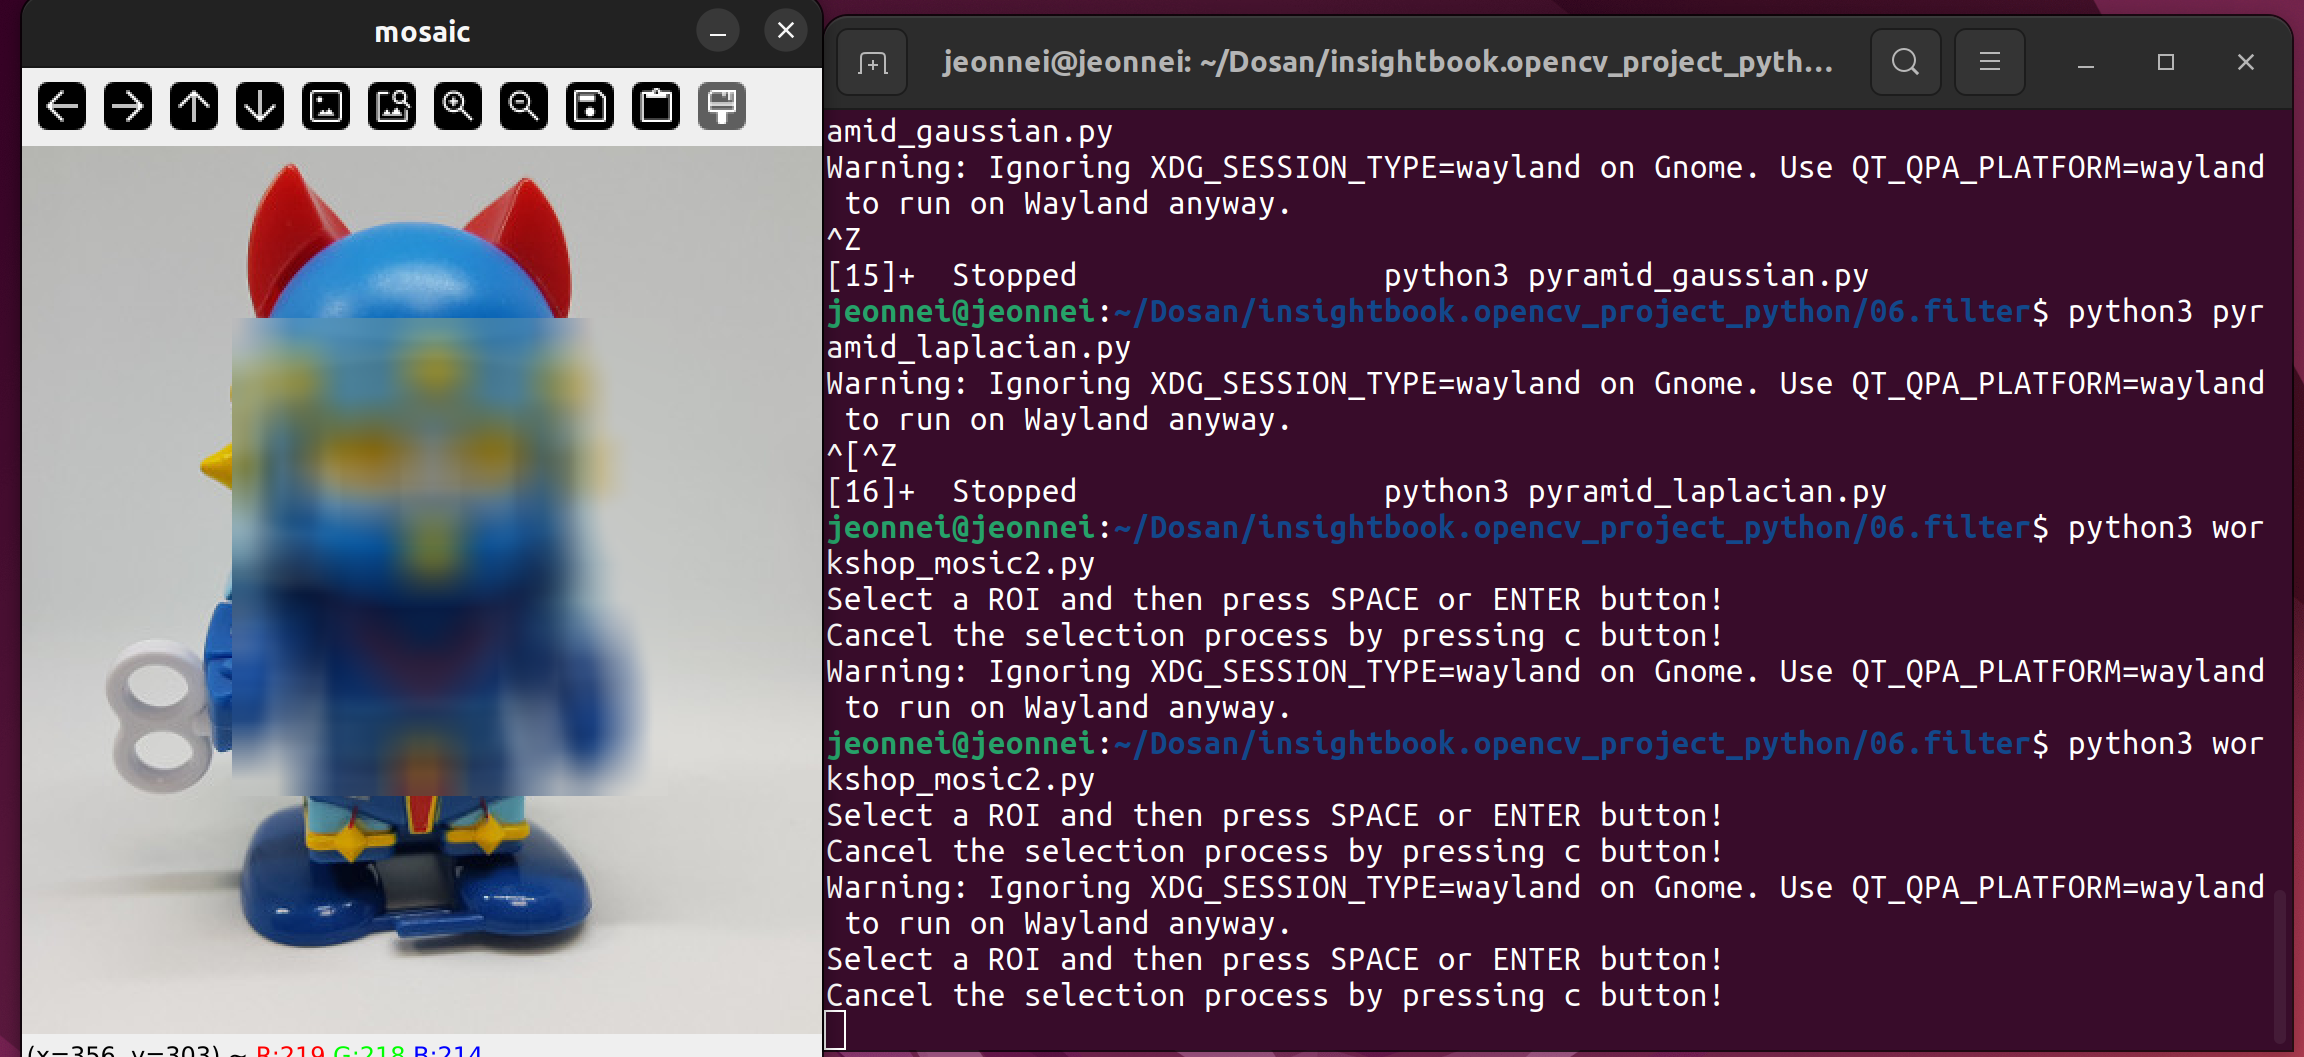 mosaic
(x=356, y=303) ~ R:219 G:218 B:214
jeonnei@jeonnei: ~/Dosan/insightbook.opencv_project_pyth...
amid_gaussian.py
Warning: Ignoring XDG_SESSION_TYPE=wayland on Gnome. Use QT_QPA_PLATFORM=wayland
 to run on Wayland anyway.
^Z
[15]+  Stopped                 python3 pyramid_gaussian.py
jeonnei@jeonnei:~/Dosan/insightbook.opencv_project_python/06.filter$ python3 pyr
amid_laplacian.py
Warning: Ignoring XDG_SESSION_TYPE=wayland on Gnome. Use QT_QPA_PLATFORM=wayland
 to run on Wayland anyway.
^[^Z
[16]+  Stopped                 python3 pyramid_laplacian.py
jeonnei@jeonnei:~/Dosan/insightbook.opencv_project_python/06.filter$ python3 wor
kshop_mosic2.py
Select a ROI and then press SPACE or ENTER button!
Cancel the selection process by pressing c button!
Warning: Ignoring XDG_SESSION_TYPE=wayland on Gnome. Use QT_QPA_PLATFORM=wayland
 to run on Wayland anyway.
jeonnei@jeonnei:~/Dosan/insightbook.opencv_project_python/06.filter$ python3 wor
kshop_mosic2.py
Select a ROI and then press SPACE or ENTER button!
Cancel the selection process by pressing c button!
Warning: Ignoring XDG_SESSION_TYPE=wayland on Gnome. Use QT_QPA_PLATFORM=wayland
 to run on Wayland anyway.
Select a ROI and then press SPACE or ENTER button!
Cancel the selection process by pressing c button!